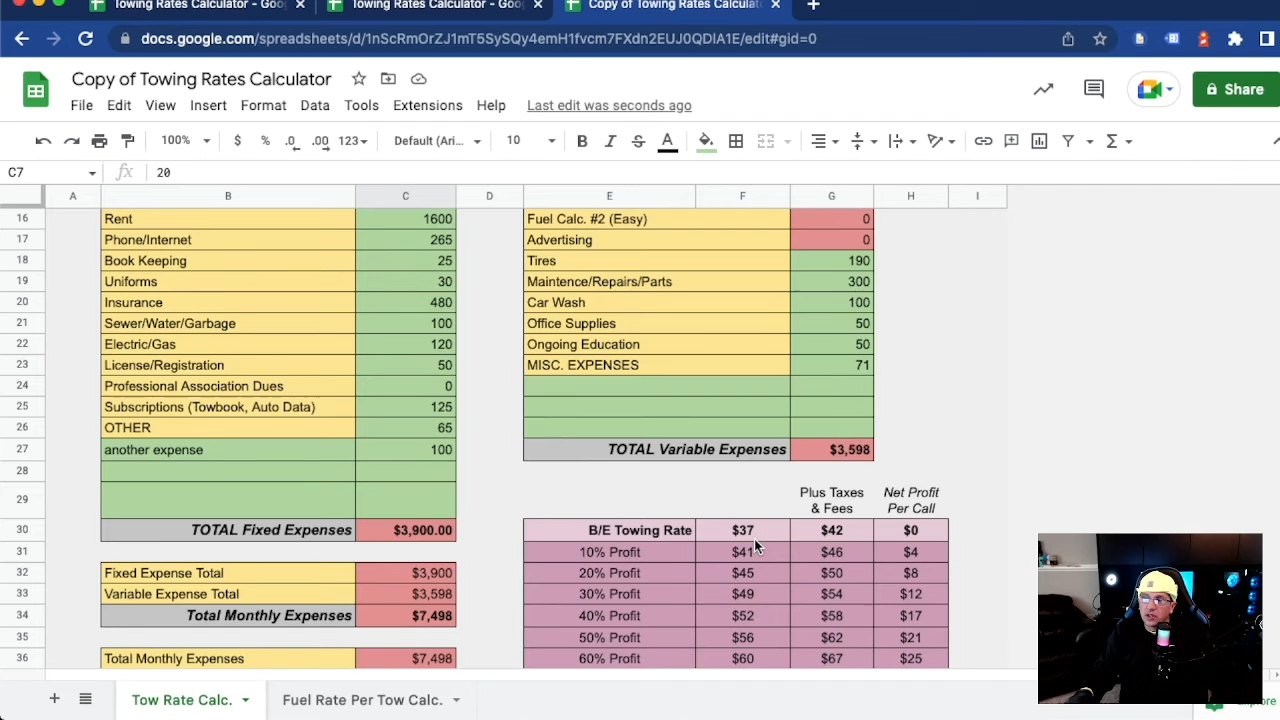 Towing Rates Calculator - Goo
Towing Rates Calculator - Goo
Copy of Towing Rates Calculat
docs.google.com/spreadsheets/d/1nScRmOrZJ1mT5SySQy4emH1fvcm7FXdn2EUJ0QDIA1E/edit#gid=0
Copy of Towing Rates Calculator
Share
File Edit View Insert Format Data Tools Extensions Help Last edit was seconds ago
100% $ % .0 .00 123 Default (Ari... 10 B I S A
C7 fx 20
A B C D E F G H I
16 Rent 1600 Fuel Calc. #2 (Easy) 0
17 Phone/Internet 265 Advertising 0
18 Book Keeping 25 Tires 190
19 Uniforms 30 Maintence/Repairs/Parts 300
20 Insurance 480 Car Wash 100
21 Sewer/Water/Garbage 100 Office Supplies 50
22 Electric/Gas 120 Ongoing Education 50
23 License/Registration 50 MISC. EXPENSES 71
24 Professional Association Dues 0
25 Subscriptions (Towbook, Auto Data) 125
26 OTHER 65
27 another expense 100 TOTAL Variable Expenses $3,598
28
29 Plus Taxes & Fees Net Profit Per Call
30 TOTAL Fixed Expenses $3,900.00 B/E Towing Rate $37 $42 $0
31 10% Profit $41 $46 $4
32 Fixed Expense Total $3,900 20% Profit $45 $50 $8
33 Variable Expense Total $3,598 30% Profit $49 $54 $12
34 Total Monthly Expenses $7,498 40% Profit $52 $58 $17
35 50% Profit $56 $62 $21
36 Total Monthly Expenses $7,498 60% Profit $60 $67 $25
Tow Rate Calc. Fuel Rate Per Tow Calc.
Explore